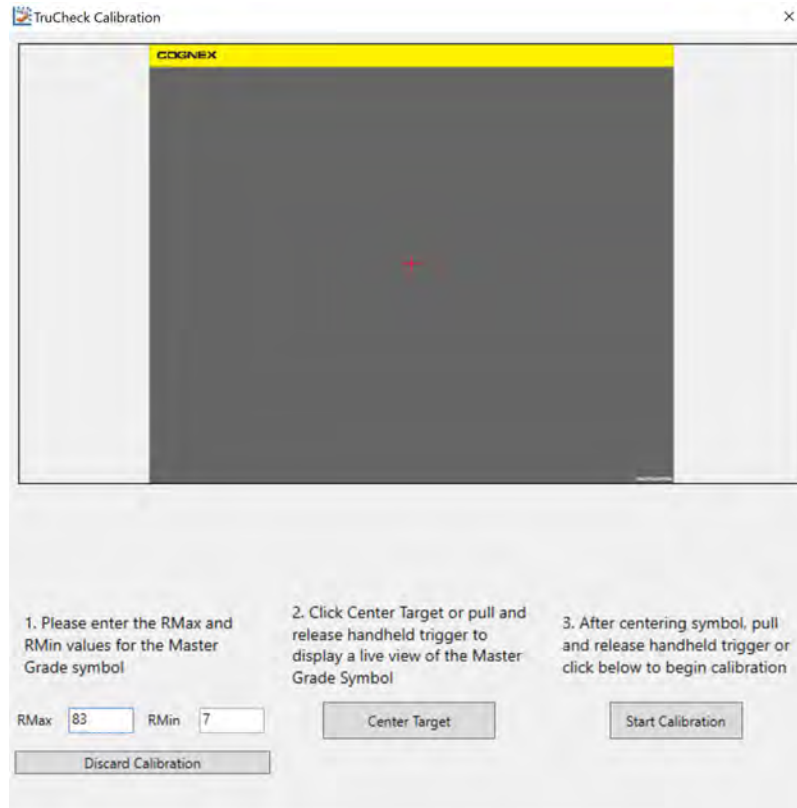 TruCheck Calibration
COGNEX
1. Please enter the RMax and
RMin values for the Master
Grade symbol
2. Click Center Target or pull and
release handheld trigger to
display a live view of the Master
Grade Symbol
3. After centering symbol, pull
and release handheld trigger or
click below to begin calibration
RMax 83 RMin 7
Center Target
Start Calibration
Discard Calibration